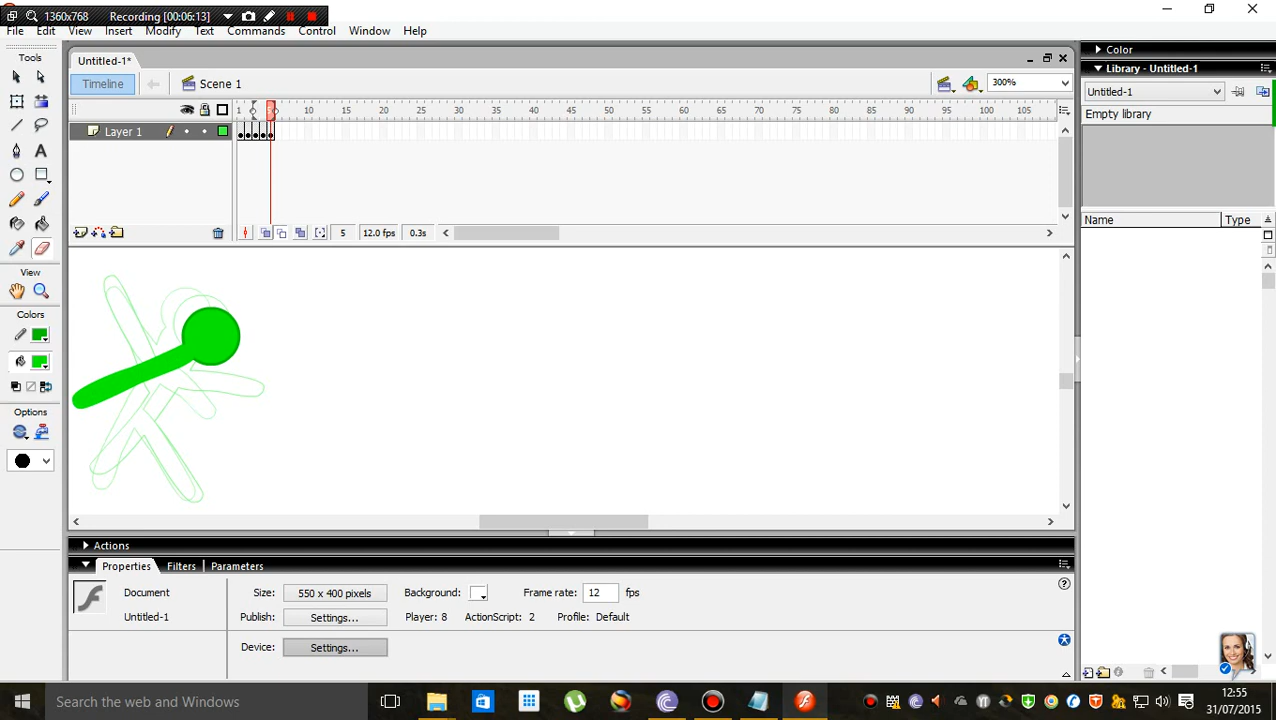 1360x768 Recording [00:06:13]
File Edit View Insert Modify Text Commands Control Window Help
Tools
Untitled-1*
Timeline Scene 1 300%
1 5 10 15 20 25 30 35 40 45 50 55 60 65 70 75 80 85 90 95 100 105
Layer 1
5 12.0 fps 0.3s
View
Colors
Options
Color
Library - Untitled-1
Untitled-1
Empty library
Name Type
Actions
Properties Filters Parameters
Document Size: 550 x 400 pixels Background: Frame rate: 12 fps
Untitled-1 Publish: Settings... Player: 8 ActionScript: 2 Profile: Default
Device: Settings...
Search the web and Windows
12:55
31/07/2015